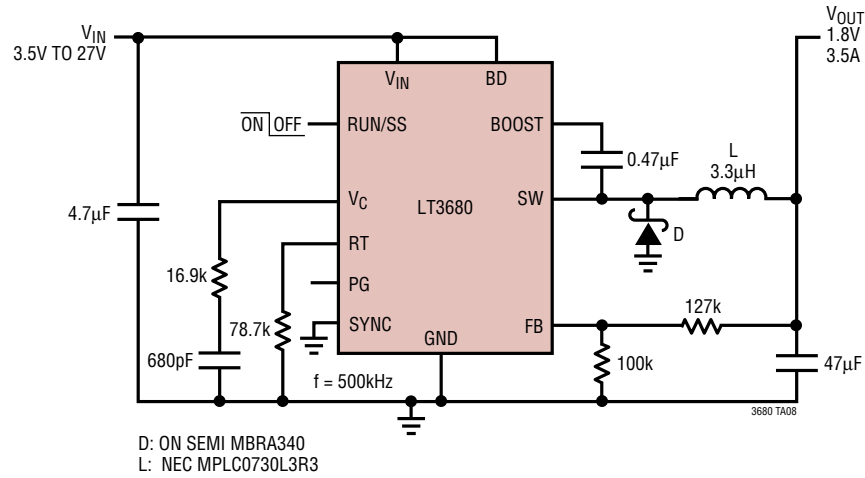 VIN
3.5V TO 27V
VOUT
1.8V
3.5A
VIN
BD
ON OFF
RUN/SS
BOOST
0.47µF
L
3.3µH
4.7µF
VC
LT3680
SW
D
16.9k
RT
PG
78.7k
SYNC
GND
FB
127k
680pF
f = 500kHz
100k
47µF
3680 TA08
D: ON SEMI MBRA340
L: NEC MPLC0730L3R3